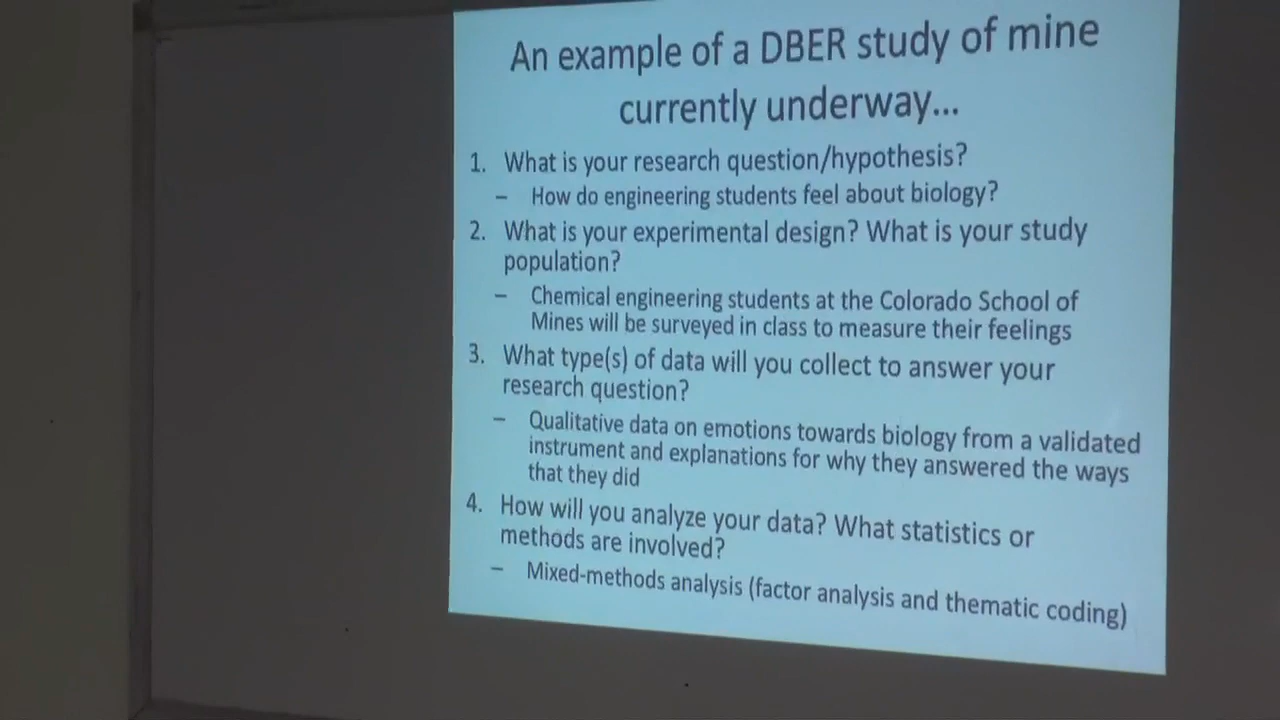 An example of a DBER study of mine
currently underway...
1. What is your research question/hypothesis?
– How do engineering students feel about biology?
2. What is your experimental design? What is your study
population?
– Chemical engineering students at the Colorado School of
Mines will be surveyed in class to measure their feelings
3. What type(s) of data will you collect to answer your
research question?
– Qualitative data on emotions towards biology from a validated
instrument and explanations for why they answered the ways
that they did
4. How will you analyze your data? What statistics or
methods are involved?
– Mixed-methods analysis (factor analysis and thematic coding)